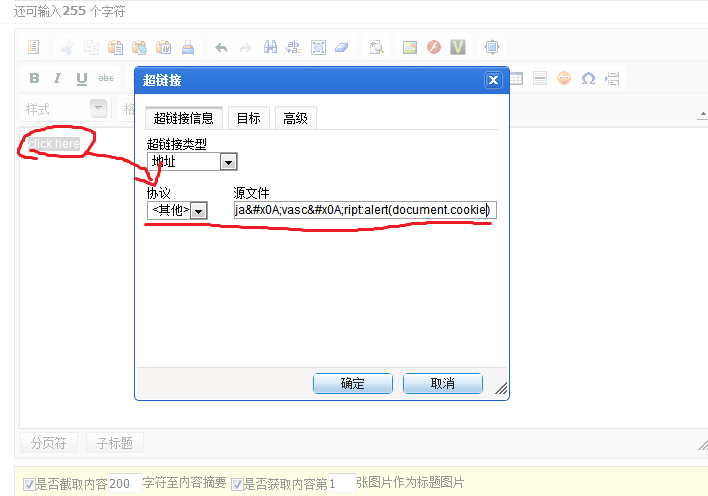 还可输入255 个字符
B I U abc
样式 格
超链接
超链接信息 目标 高级
超链接类型
地址
协议 源文件
<其他> ja&#x0A;vasc&#x0A;ript:alert(document.cookie)
click here
确定 取消
分页符 子标题
是否截取内容200字符至内容摘要 是否获取内容第1张图片作为标题图片